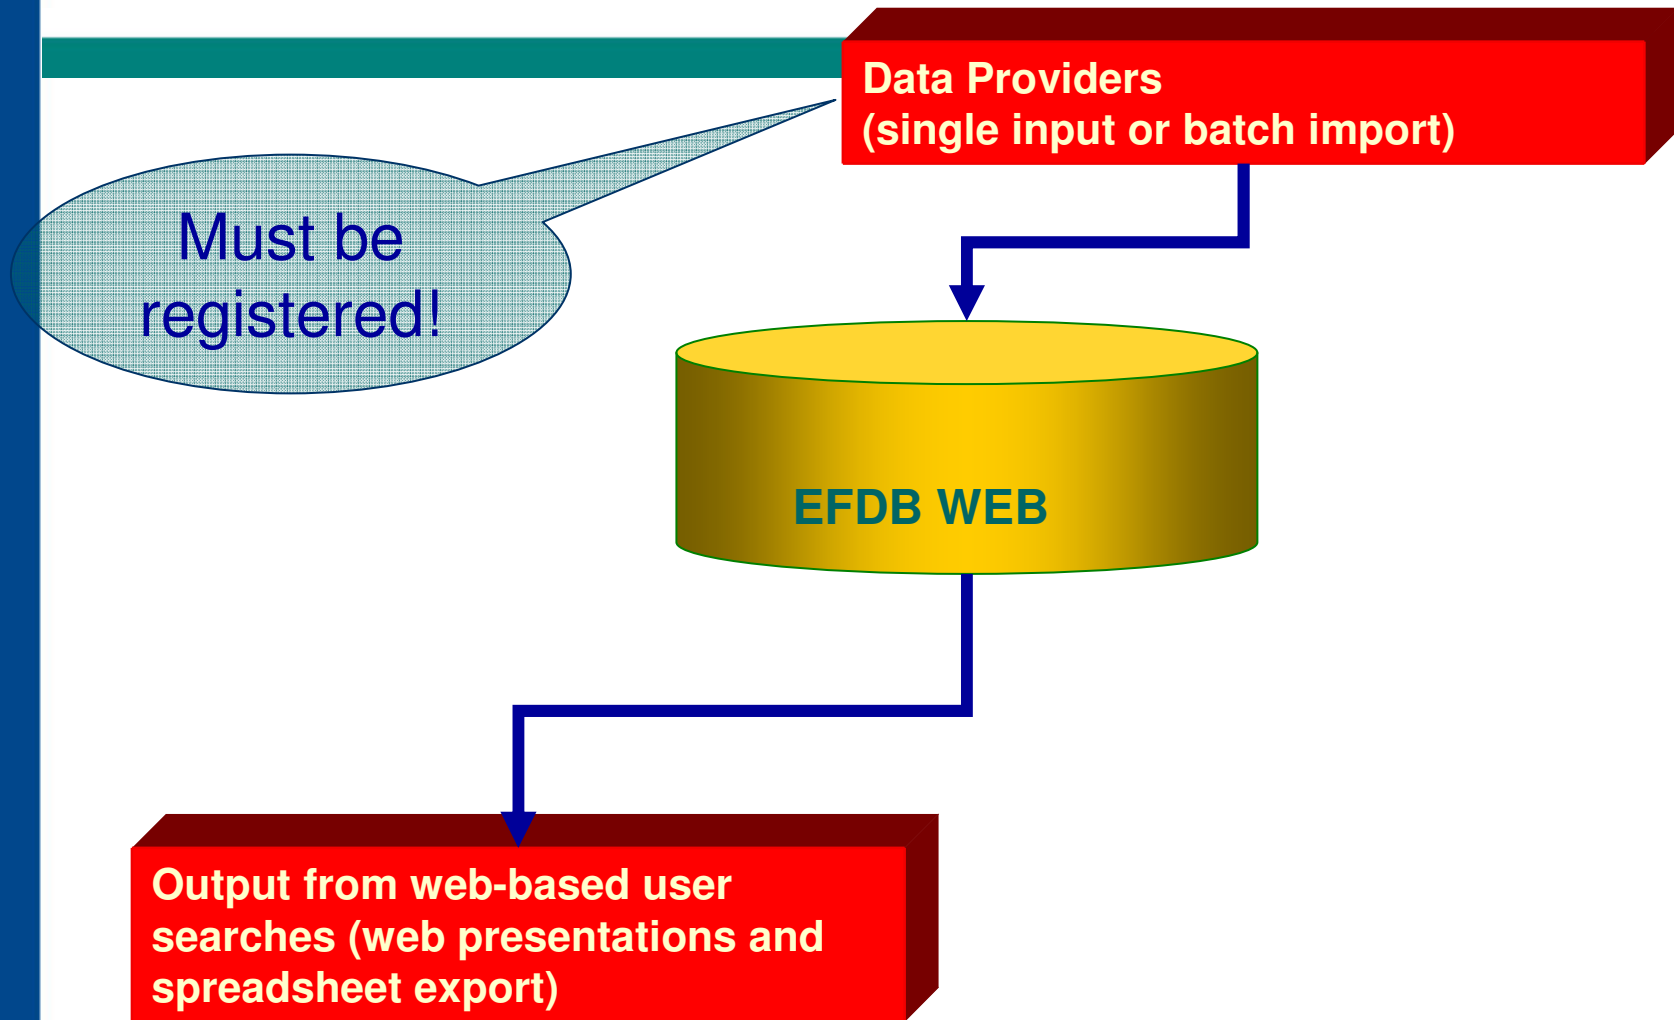 Data Providers
(single input or batch import)
Must be
registered!
EFDB WEB
Output from web-based user
searches (web presentations and
spreadsheet export)